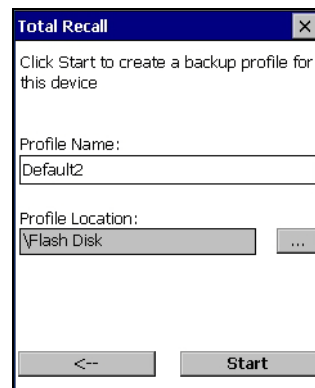 Total Recall
Click Start to create a backup profile for
this device
Profile Name:
Default2
Profile Location:
\Flash Disk
...
<-- Start